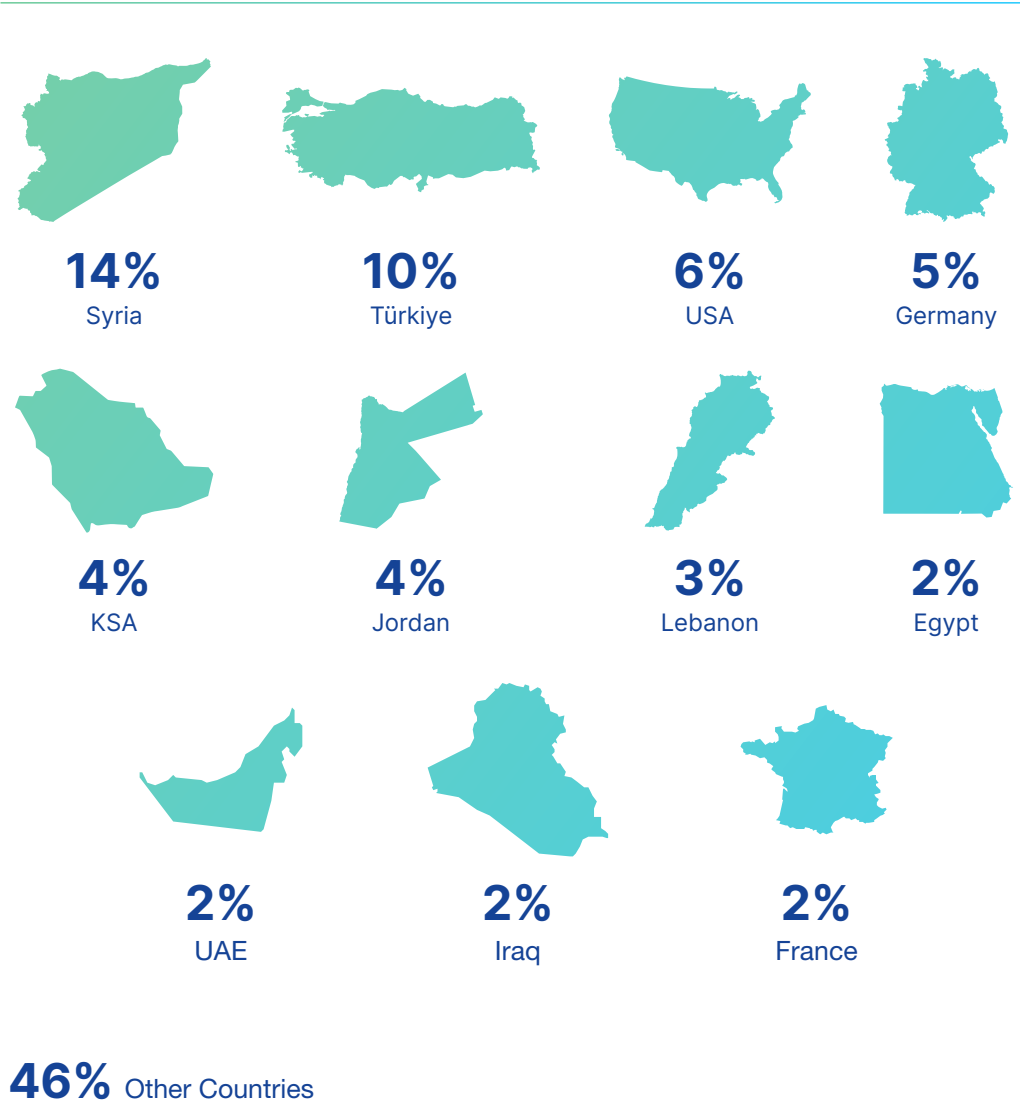 14% 10% 6% 5%
Syria Türkiye USA Germany
4% 4% 3% 2%
KSA Jordan Lebanon Egypt
2% 2% 2%
UAE Iraq France
46% Other Countries